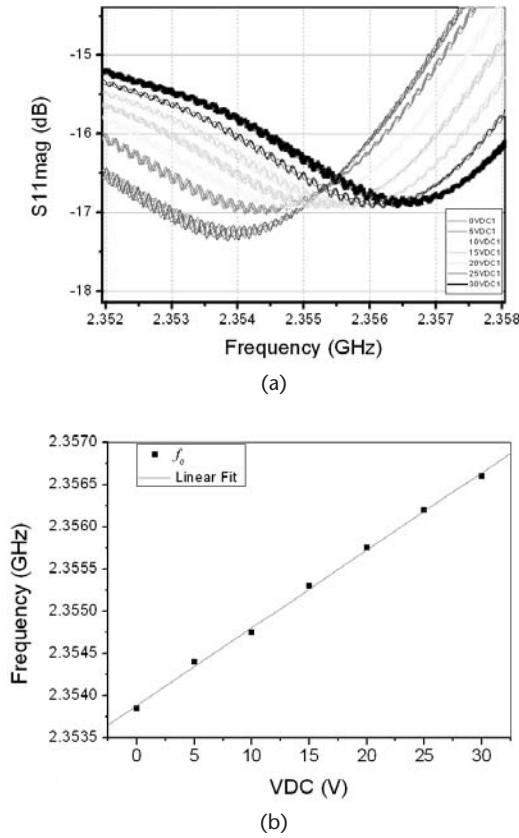 -15
-16
-17
-18
S11mag (dB)
0VDC1
5VDC1
10VDC1
15VDC1
20VDC1
25VDC1
30VDC1
2.352 2.353 2.354 2.355 2.356 2.357 2.358
Frequency (GHz)
(a)
2.3570
2.3565
2.3560
2.3555
2.3550
2.3545
2.3540
2.3535
Frequency (GHz)
f0
Linear Fit
0 5 10 15 20 25 30
VDC (V)
(b)